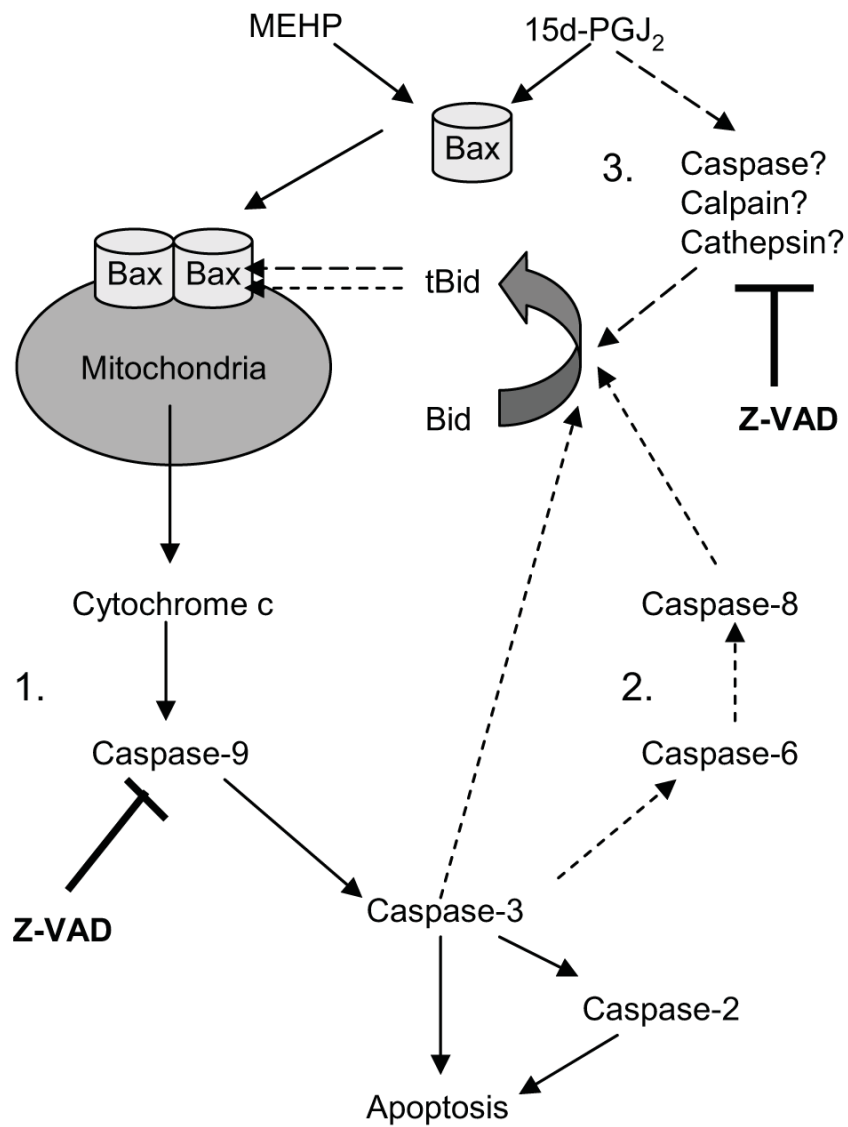 MEHP
15d-PGJ2
Bax
3.
Caspase?
Calpain?
Cathepsin?
Bax
Bax
tBid
Mitochondria
Bid
Z-VAD
Cytochrome c
Caspase-8
1.
2.
Caspase-9
Caspase-6
Z-VAD
Caspase-3
Caspase-2
Apoptosis